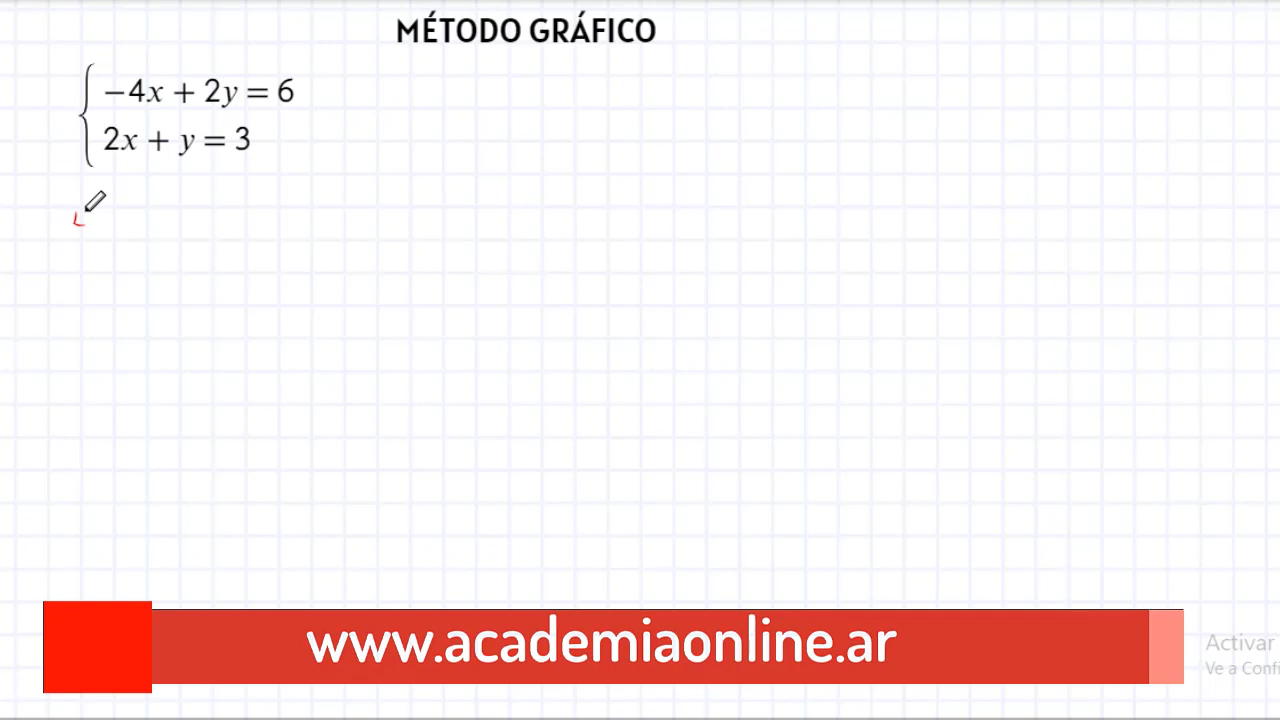 MÉTODO GRÁFICO
−4x + 2y = 6
2x + y = 3
www.academiaonline.ar
Activar
Ve a Confi